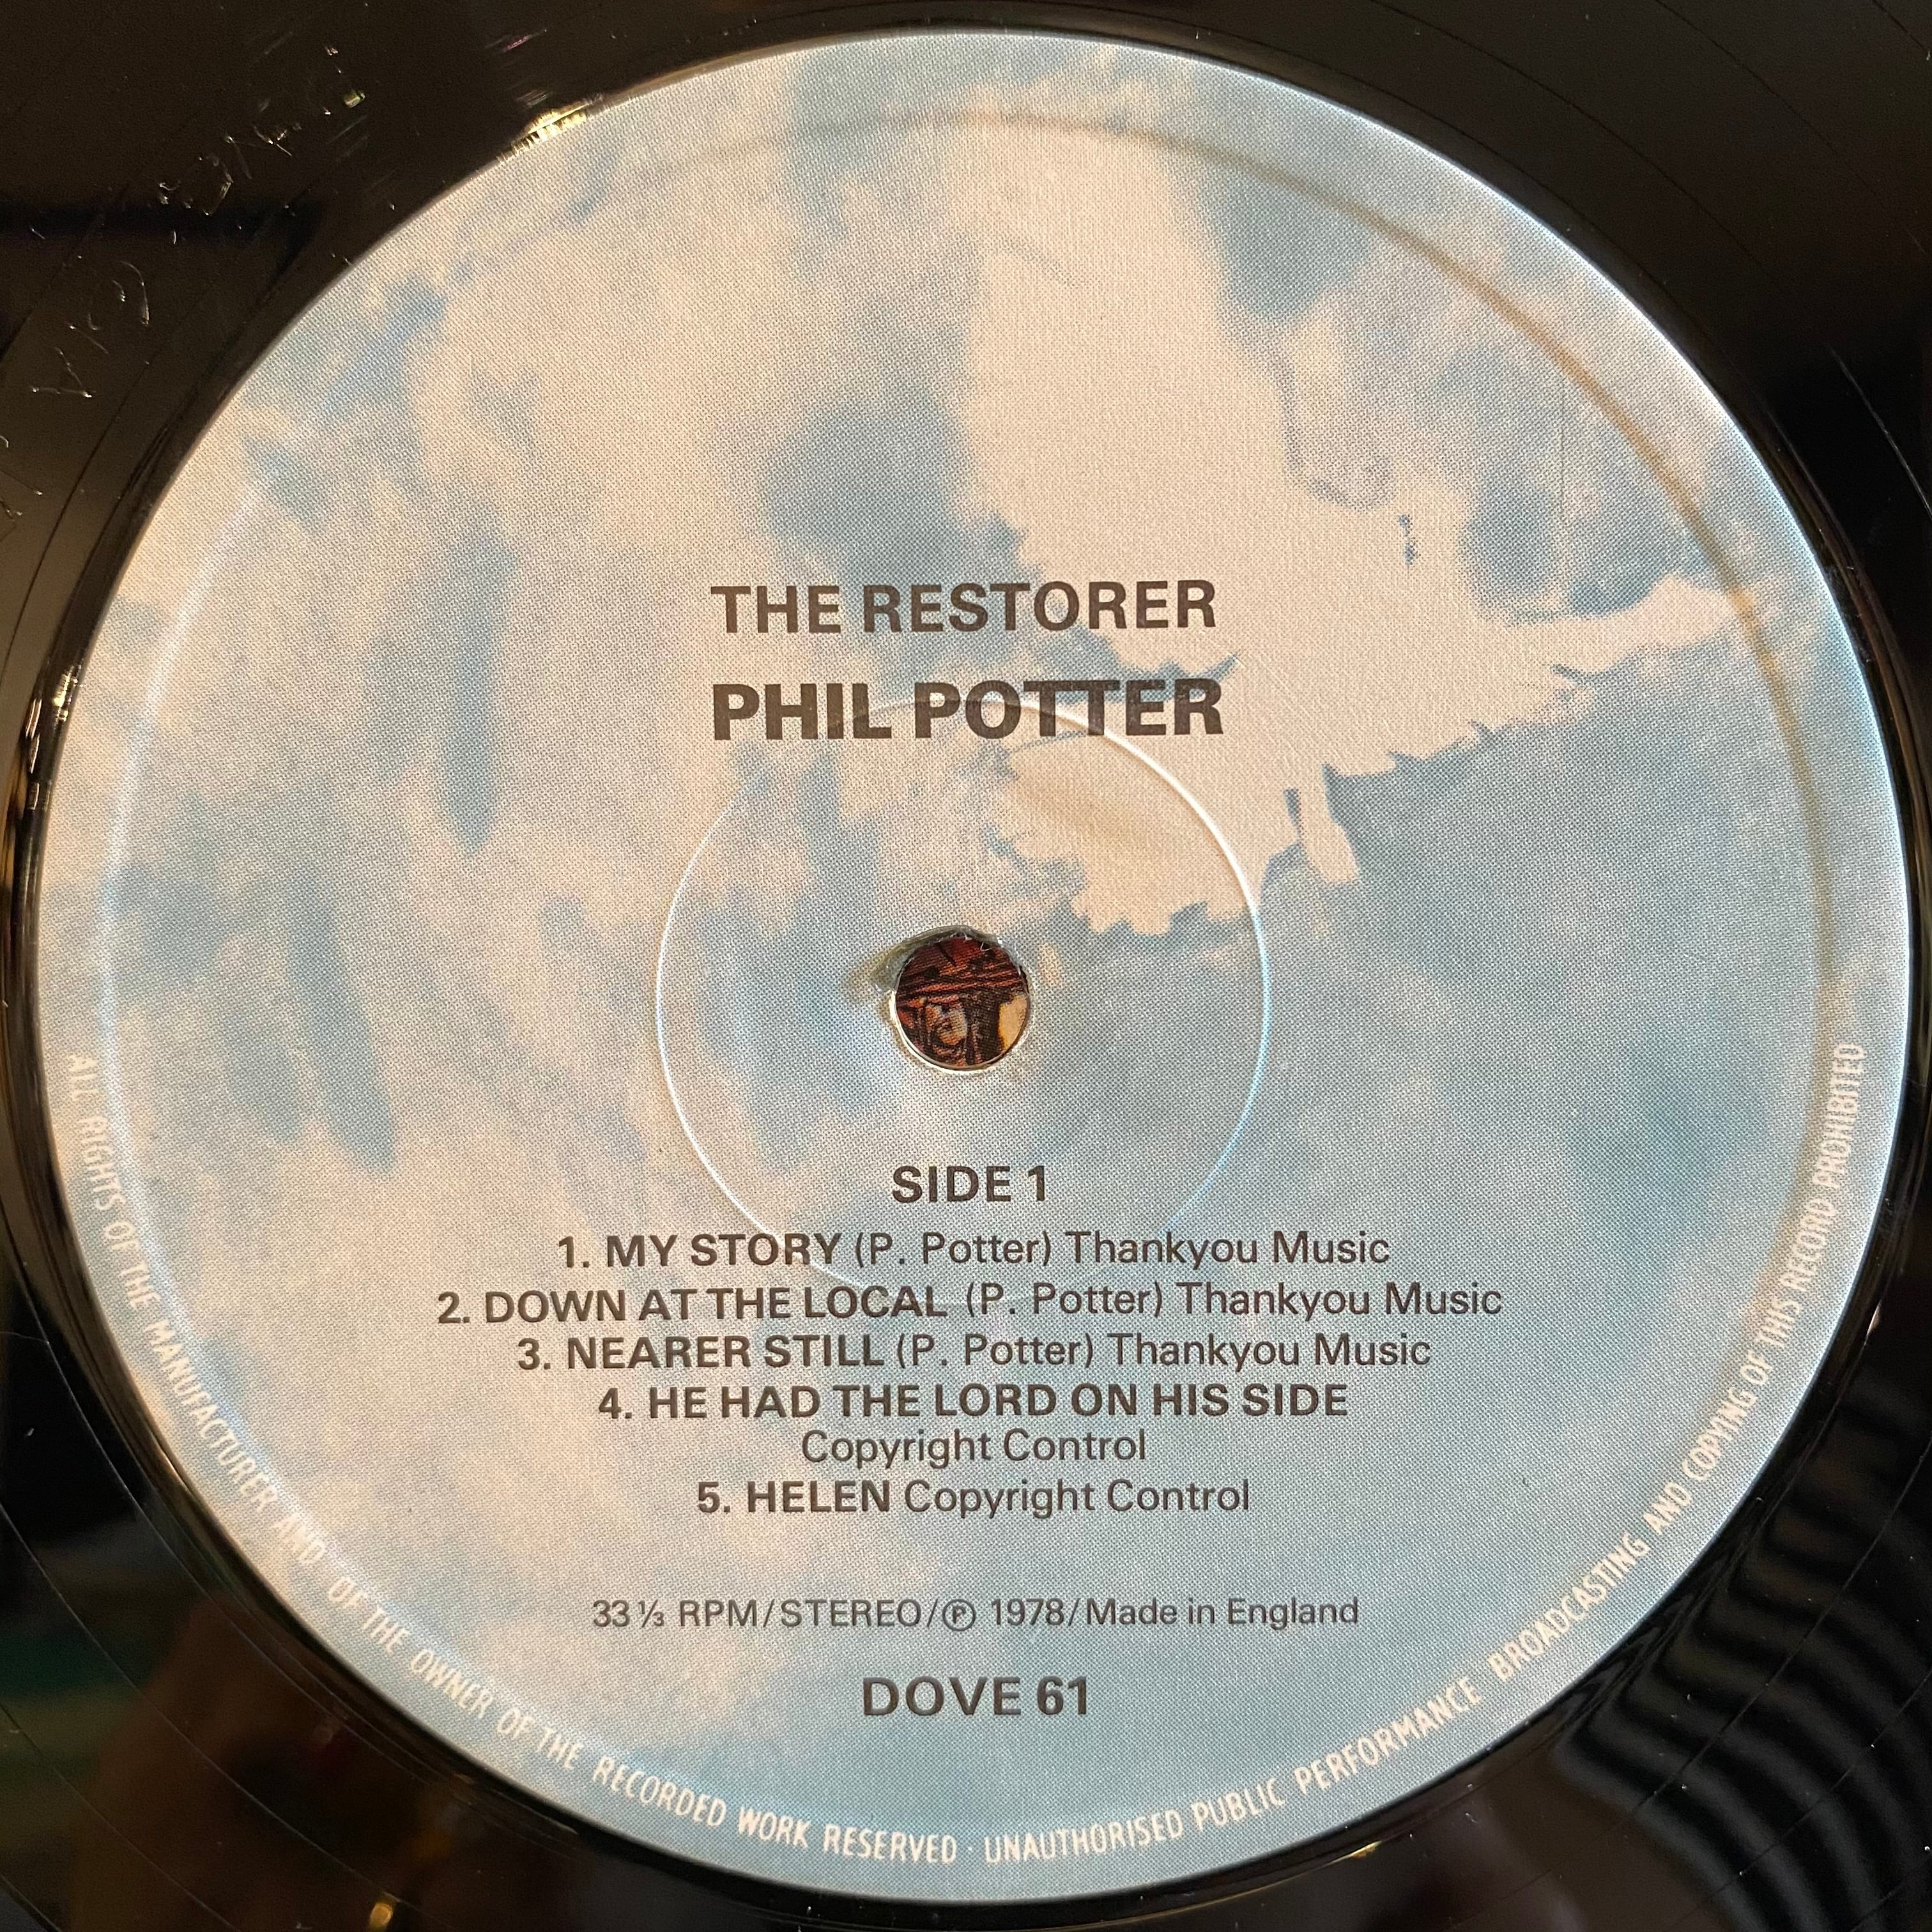 THE RESTORER
PHIL POTTER
SIDE 1
1. MY STORY (P. Potter) Thankyou Music
2. DOWN AT THE LOCAL (P. Potter) Thankyou Music
3. NEARER STILL (P. Potter) Thankyou Music
4. HE HAD THE LORD ON HIS SIDE
Copyright Control
5. HELEN Copyright Control
33 ⅓ RPM/STEREO/Ⓟ 1978/Made in England
DOVE 61
ALL RIGHTS OF THE MANUFACTURER AND OF THE OWNER OF THE RECORDED WORK RESERVED · UNAUTHORISED PUBLIC PERFORMANCE BROADCASTING AND COPYING OF THIS RECORD PROHIBITED